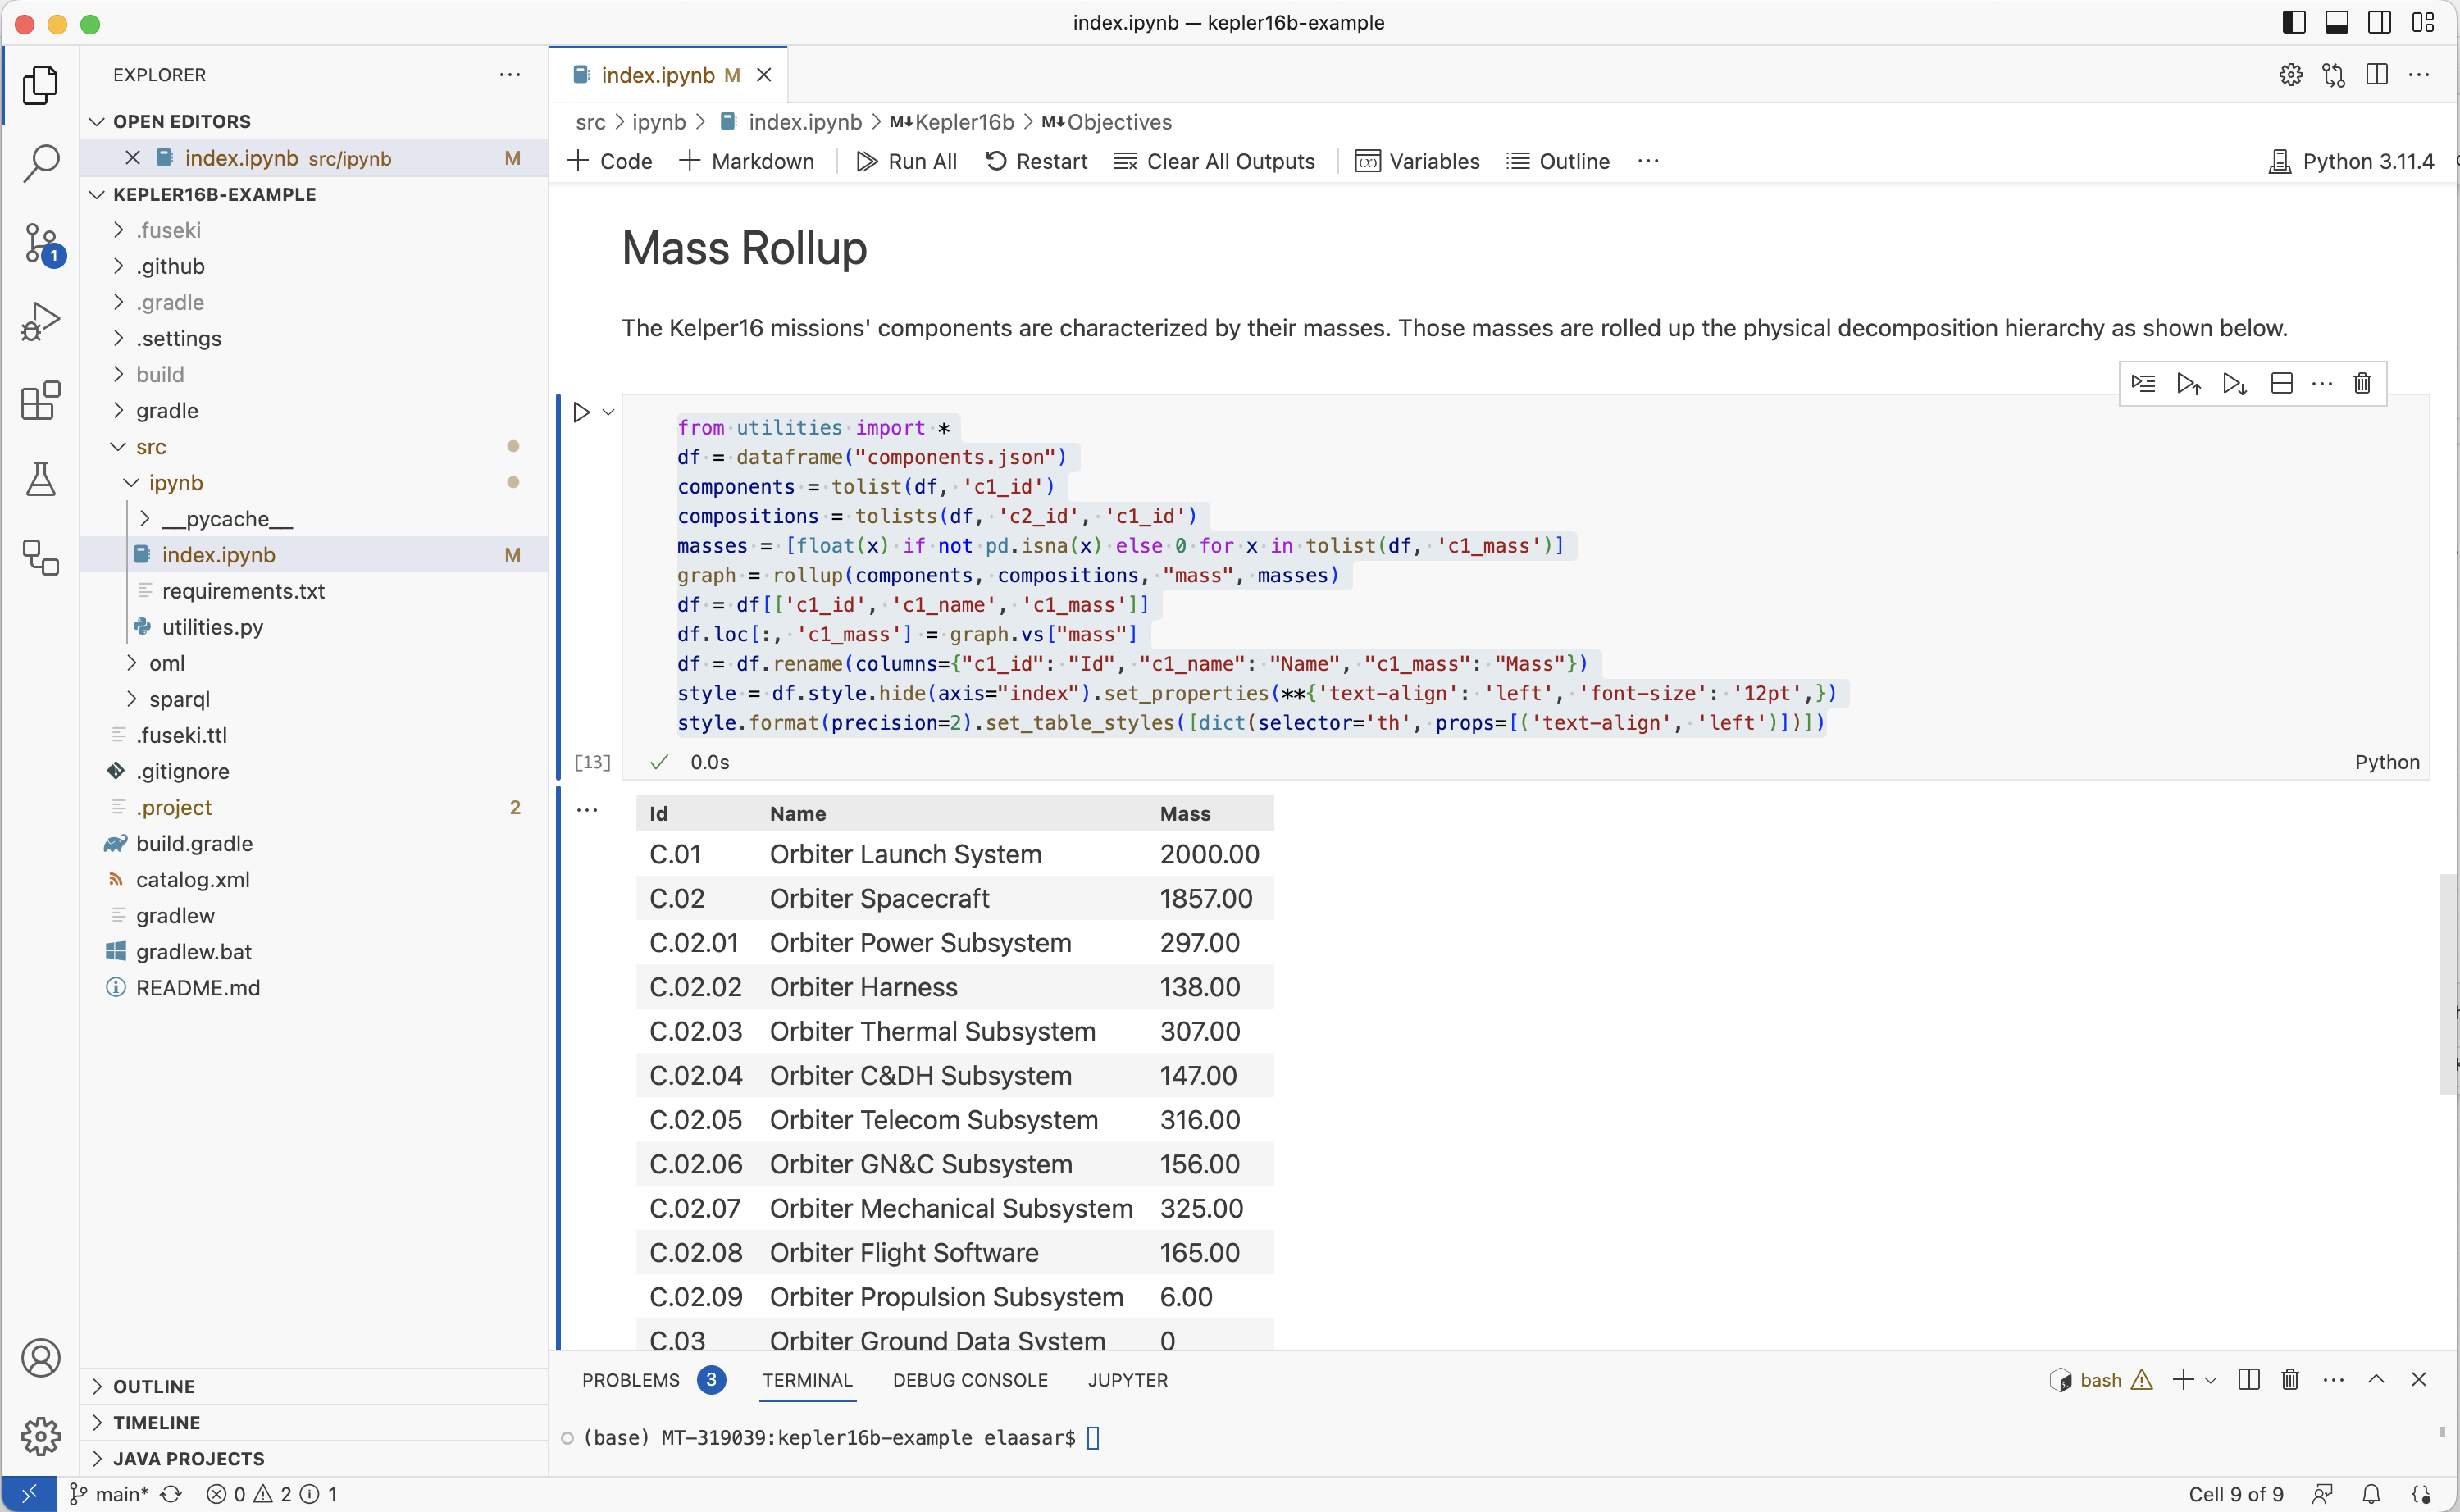 index.ipynb — kepler16b-example
EXPLORER
OPEN EDITORS
index.ipynb src/ipynb M
KEPLER16B-EXAMPLE
.fuseki
.github
.gradle
.settings
build
gradle
src
ipynb
__pycache__
index.ipynb M
requirements.txt
utilities.py
oml
sparql
.fuseki.ttl
.gitignore
.project 2
build.gradle
catalog.xml
gradlew
gradlew.bat
README.md
OUTLINE
TIMELINE
JAVA PROJECTS
1
index.ipynb M
src > ipynb > index.ipynb > M↓Kepler16b > M↓Objectives
Code Markdown Run All Restart Clear All Outputs Variables Outline ... Python 3.11.4
Mass Rollup
The Kelper16 missions' components are characterized by their masses. Those masses are rolled up the physical decomposition hierarchy as shown below.
from utilities import *
df = dataframe("components.json")
components = tolist(df, 'c1_id')
compositions = tolists(df, 'c2_id', 'c1_id')
masses = [float(x) if not pd.isna(x) else 0 for x in tolist(df, 'c1_mass')]
graph = rollup(components, compositions, "mass", masses)
df = df[['c1_id', 'c1_name', 'c1_mass']]
df.loc[:, 'c1_mass'] = graph.vs["mass"]
df = df.rename(columns={"c1_id": "Id", "c1_name": "Name", "c1_mass": "Mass"})
style = df.style.hide(axis="index").set_properties(**{'text-align': 'left', 'font-size': '12pt',})
style.format(precision=2).set_table_styles([dict(selector='th', props=[('text-align', 'left')])])
[13] 0.0s Python
Id Name Mass
C.01 Orbiter Launch System 2000.00
C.02 Orbiter Spacecraft 1857.00
C.02.01 Orbiter Power Subsystem 297.00
C.02.02 Orbiter Harness 138.00
C.02.03 Orbiter Thermal Subsystem 307.00
C.02.04 Orbiter C&DH Subsystem 147.00
C.02.05 Orbiter Telecom Subsystem 316.00
C.02.06 Orbiter GN&C Subsystem 156.00
C.02.07 Orbiter Mechanical Subsystem 325.00
C.02.08 Orbiter Flight Software 165.00
C.02.09 Orbiter Propulsion Subsystem 6.00
C.03 Orbiter Ground Data System 0
PROBLEMS 3 TERMINAL DEBUG CONSOLE JUPYTER bash
(base) MT-319039:kepler16b-example elaasar$
main* 0 2 1 Cell 9 of 9